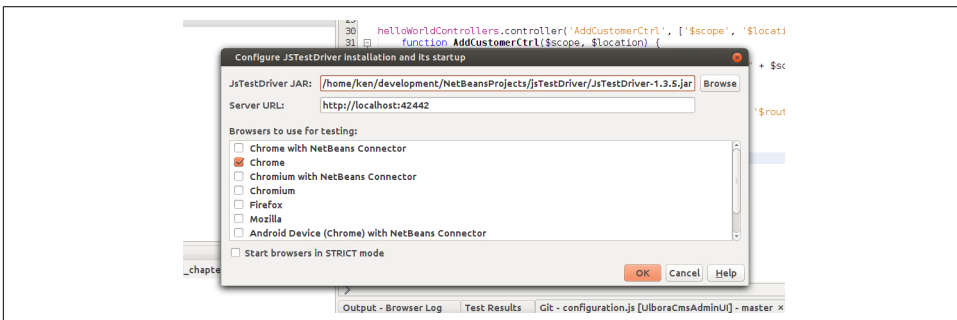 29
30 helloWorldControllers.controller('AddCustomerCtrl', ['$scope', '$locati
31 function AddCustomerCtrl($scope, $location) {
Configure JSTestDriver installation and its startup
' + $sc
JsTestDriver JAR: /home/ken/development/NetBeansProjects/jsTestDriver/JsTestDriver-1.3.5.jar Browse
Server URL: http://localhost:42442
'$rout
Browsers to use for testing:
Chrome with NetBeans Connector
Chrome
Chromium with NetBeans Connector
Chromium
Firefox
Mozilla
Android Device (Chrome) with NetBeans Connector
Start browsers in STRICT mode
_chapte
OK Cancel Help
Output - Browser Log Test Results Git - configuration.js [UlboraCmsAdminUI] - master ×